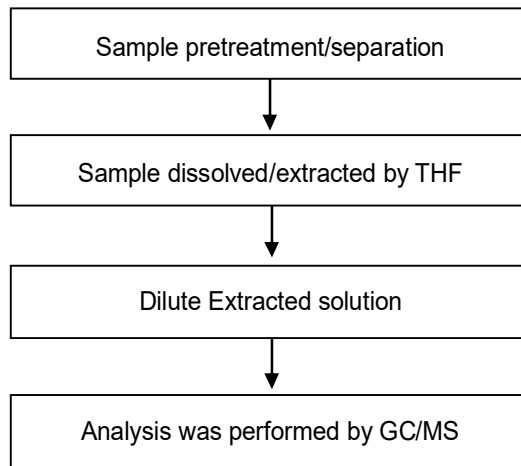 Sample pretreatment/separation
Sample dissolved/extracted by THF
Dilute Extracted solution
Analysis was performed by GC/MS